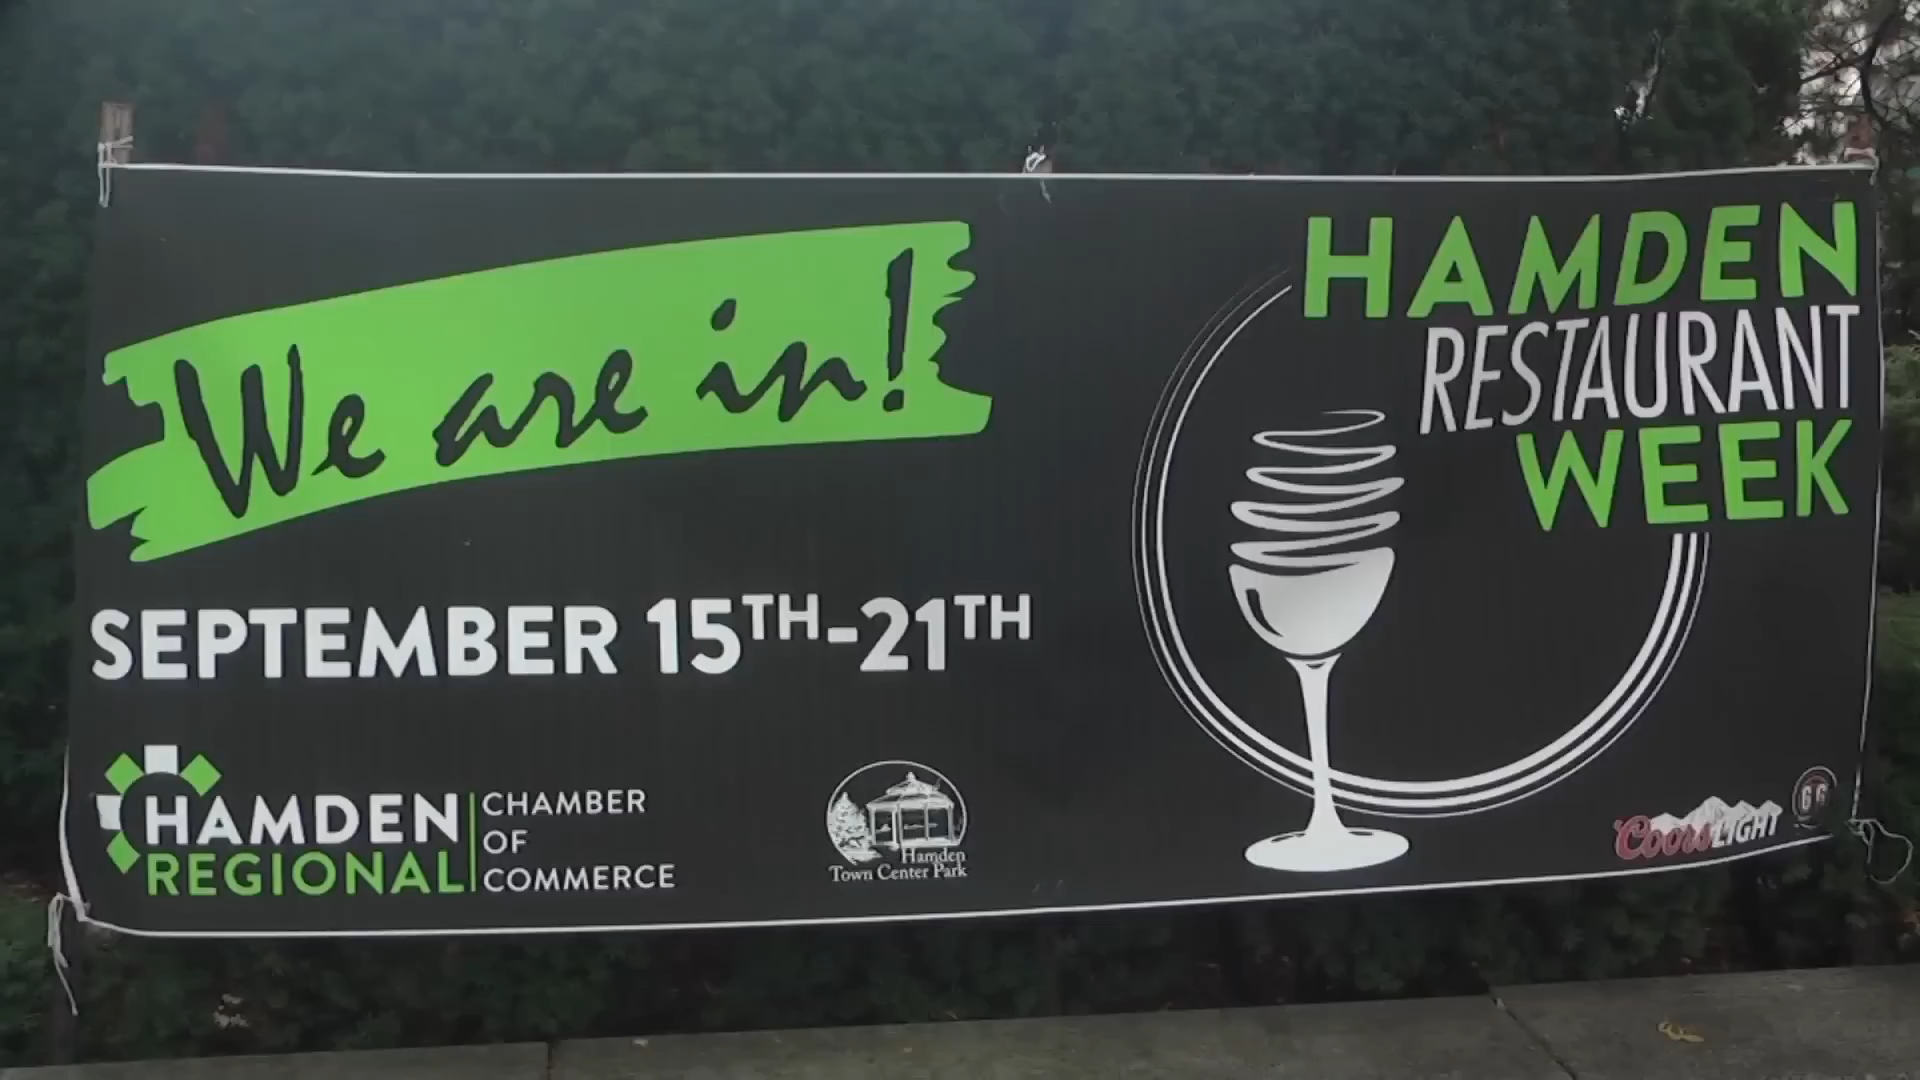 We are in!
SEPTEMBER 15TH-21TH
HAMDEN
REGIONAL
CHAMBER
OF
COMMERCE
Hamden
Town Center Park
HAMDEN
RESTAURANT
WEEK
Coors LIGHT